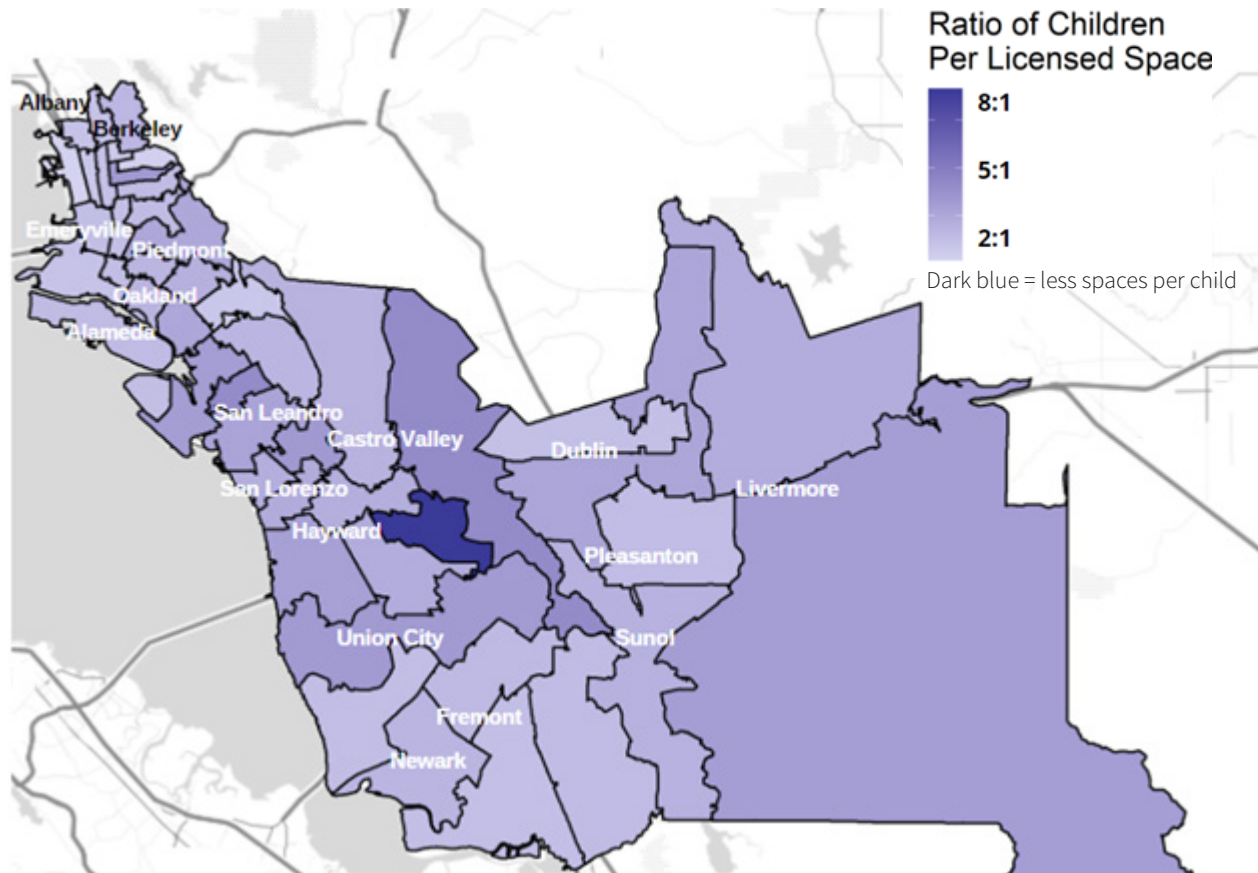 Ratio of Children
Per Licensed Space
8:1
5:1
2:1
Dark blue = less spaces per child
Albany
Berkeley
Emeryville
Piedmont
Oakland
Alameda
San Leandro
Castro Valley
Dublin
San Lorenzo
Livermore
Hayward
Pleasanton
Union City
Sunol
Fremont
Newark